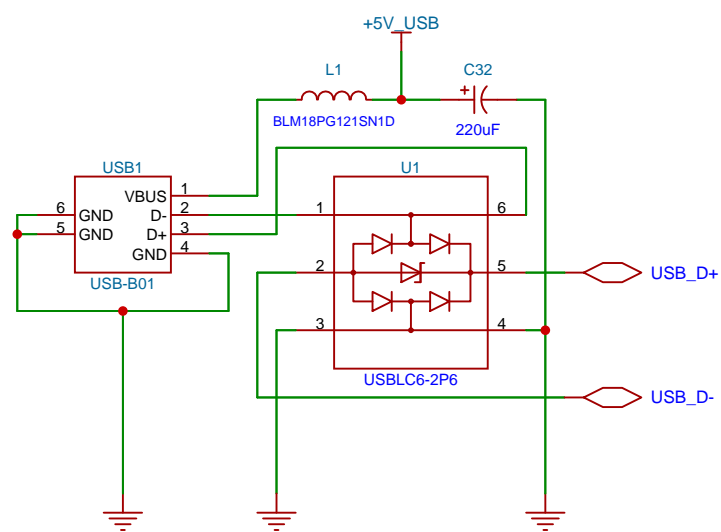 +5V_USB
L1
C32
+
BLM18PG121SN1D
220uF
USB1
U1
VBUS 1
6 GND D- 2
5 GND D+ 3
GND 4
USB-B01
1 6
2 5
3 4
USBLC6-2P6
USB_D+
USB_D-